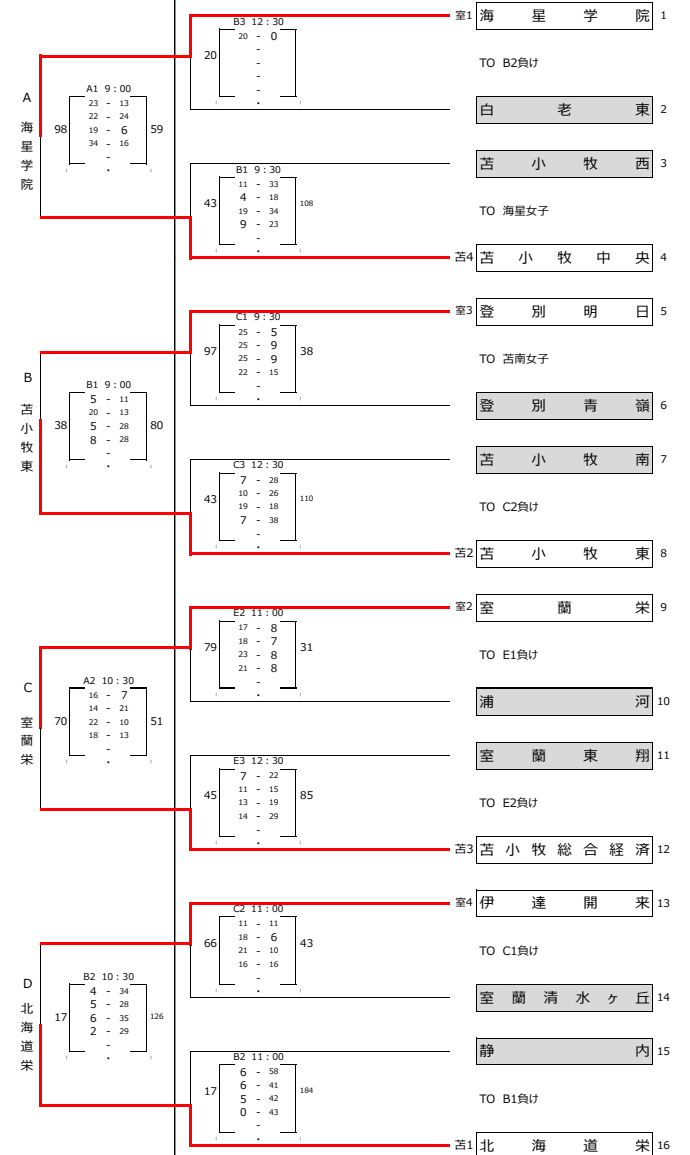 室1 海星学院 1
B3 12:30
20 - 0
-
-
-
-
20
TO B2負け
白老東 2
A 海星学院
A1 9:00
23 - 13
22 - 24
19 - 6
34 - 16
-
98 59
苫小牧西 3
B1 9:30
11 - 33
4 - 18
19 - 34
9 - 23
-
43 108
TO 海星女子
苫4 苫小牧中央 4
室3 登別明日 5
C1 9:30
25 - 5
25 - 9
25 - 9
22 - 15
-
97 38
TO 苫南女子
登別青嶺 6
B 苫小牧東
B1 9:00
5 - 11
20 - 13
5 - 28
8 - 28
-
38 80
苫小牧南 7
C3 12:30
7 - 28
10 - 26
19 - 18
7 - 38
-
43 110
TO C2負け
苫2 苫小牧東 8
室2 室蘭栄 9
E2 11:00
17 - 8
18 - 7
23 - 8
21 - 8
-
79 31
TO E1負け
浦河 10
C 室蘭栄
A2 10:30
16 - 7
14 - 21
22 - 10
18 - 13
-
70 51
室蘭東翔 11
E3 12:30
7 - 22
11 - 15
13 - 19
14 - 29
-
45 85
TO E2負け
苫3 苫小牧総合経済 12
室4 伊達開来 13
C2 11:00
11 - 11
18 - 6
21 - 10
16 - 16
-
66 43
TO C1負け
室蘭清水ヶ丘 14
D 北海道栄
B2 10:30
4 - 34
5 - 28
6 - 35
2 - 29
-
17 126
静内 15
B2 11:00
6 - 58
6 - 41
5 - 42
0 - 43
-
17 184
TO B1負け
苫1 北海道栄 16